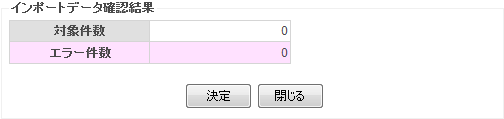 インポートデータ確認結果
対象件数 0
エラー件数 0
決定 閉じる